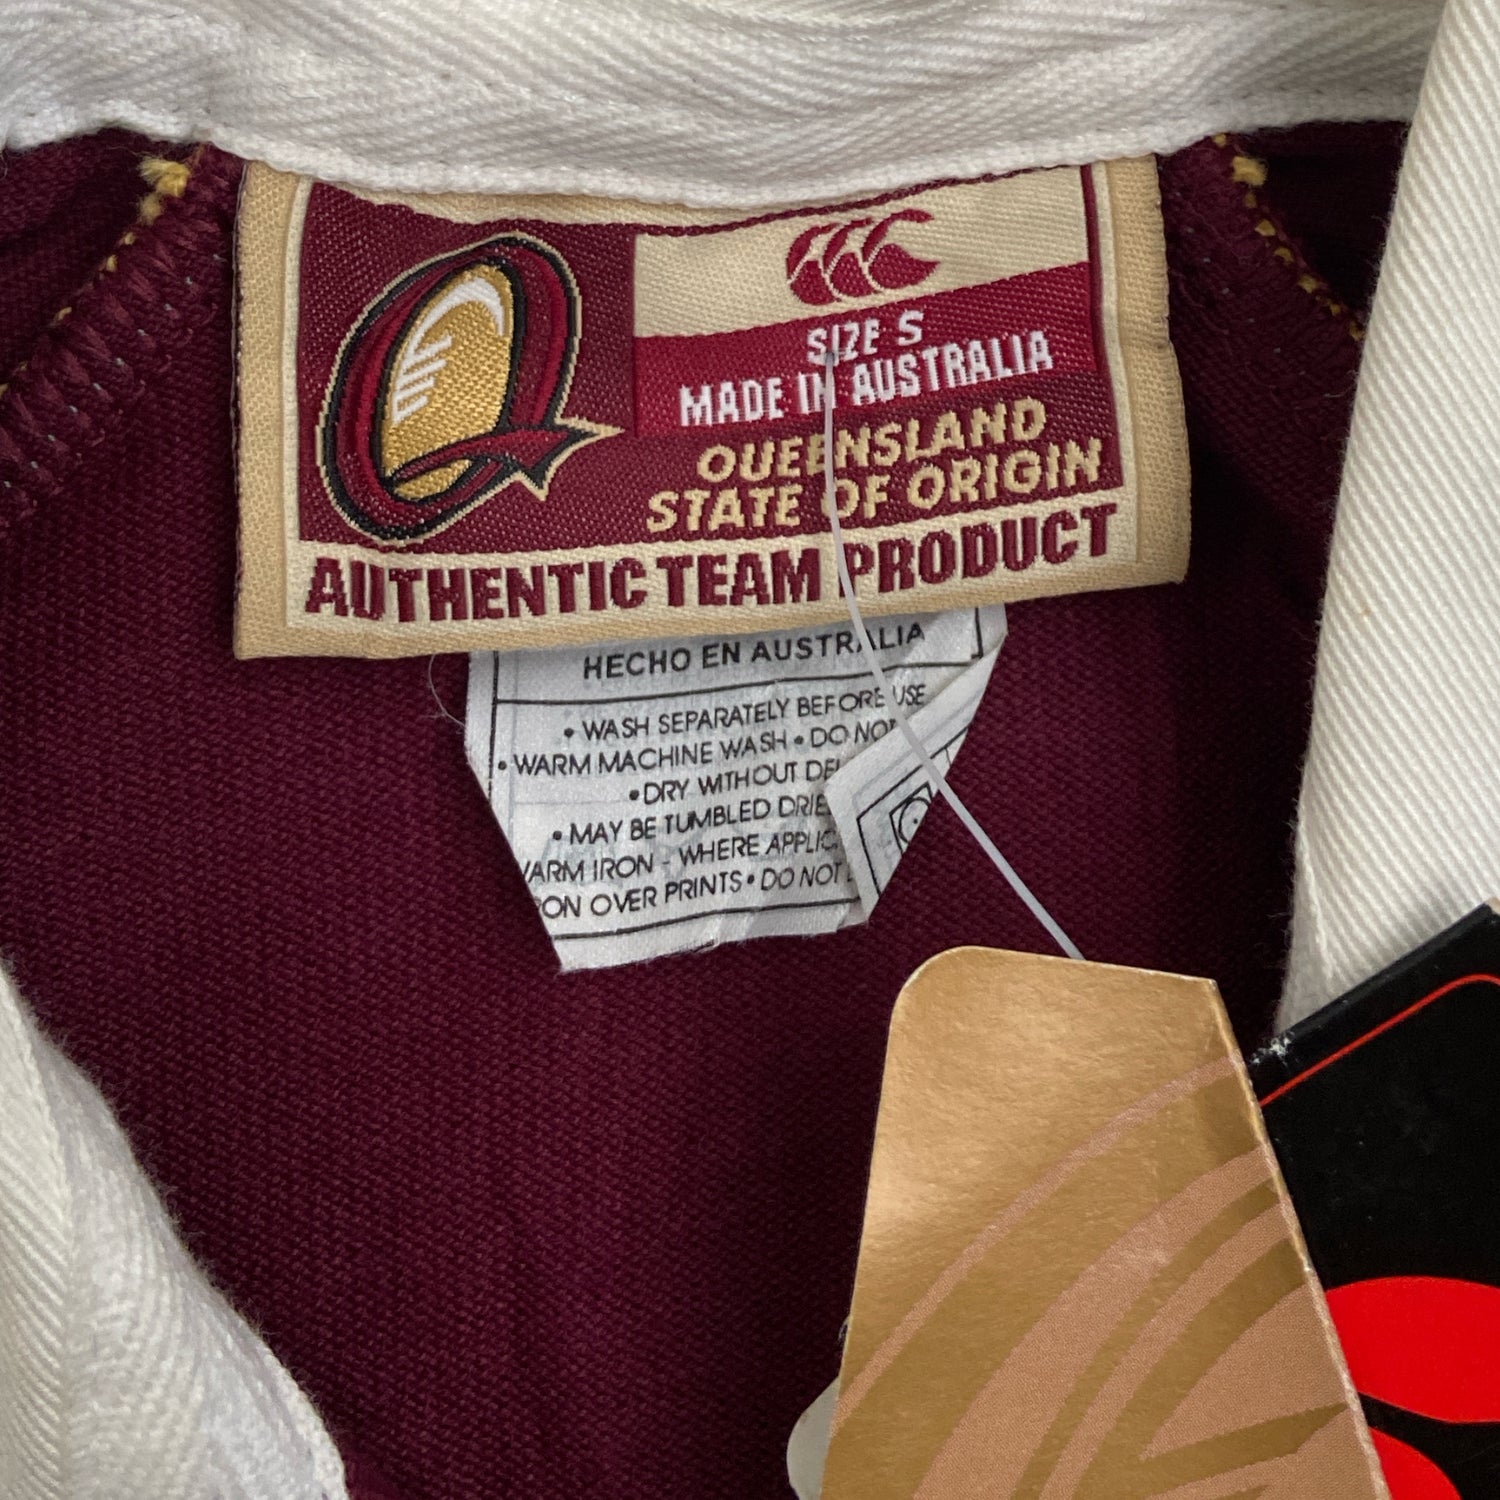 SIZE S
MADE IN AUSTRALIA
QUEENSLAND
STATE OF ORIGIN
AUTHENTIC TEAM PRODUCT
HECHO EN AUSTRALIA
• WASH SEPARATELY BEFORE USE
• WARM MACHINE WASH • DO NOT
• DRY WITHOUT
• MAY BE TUMBLED
IRON - WHERE
OVER PRINTS • DO NOT